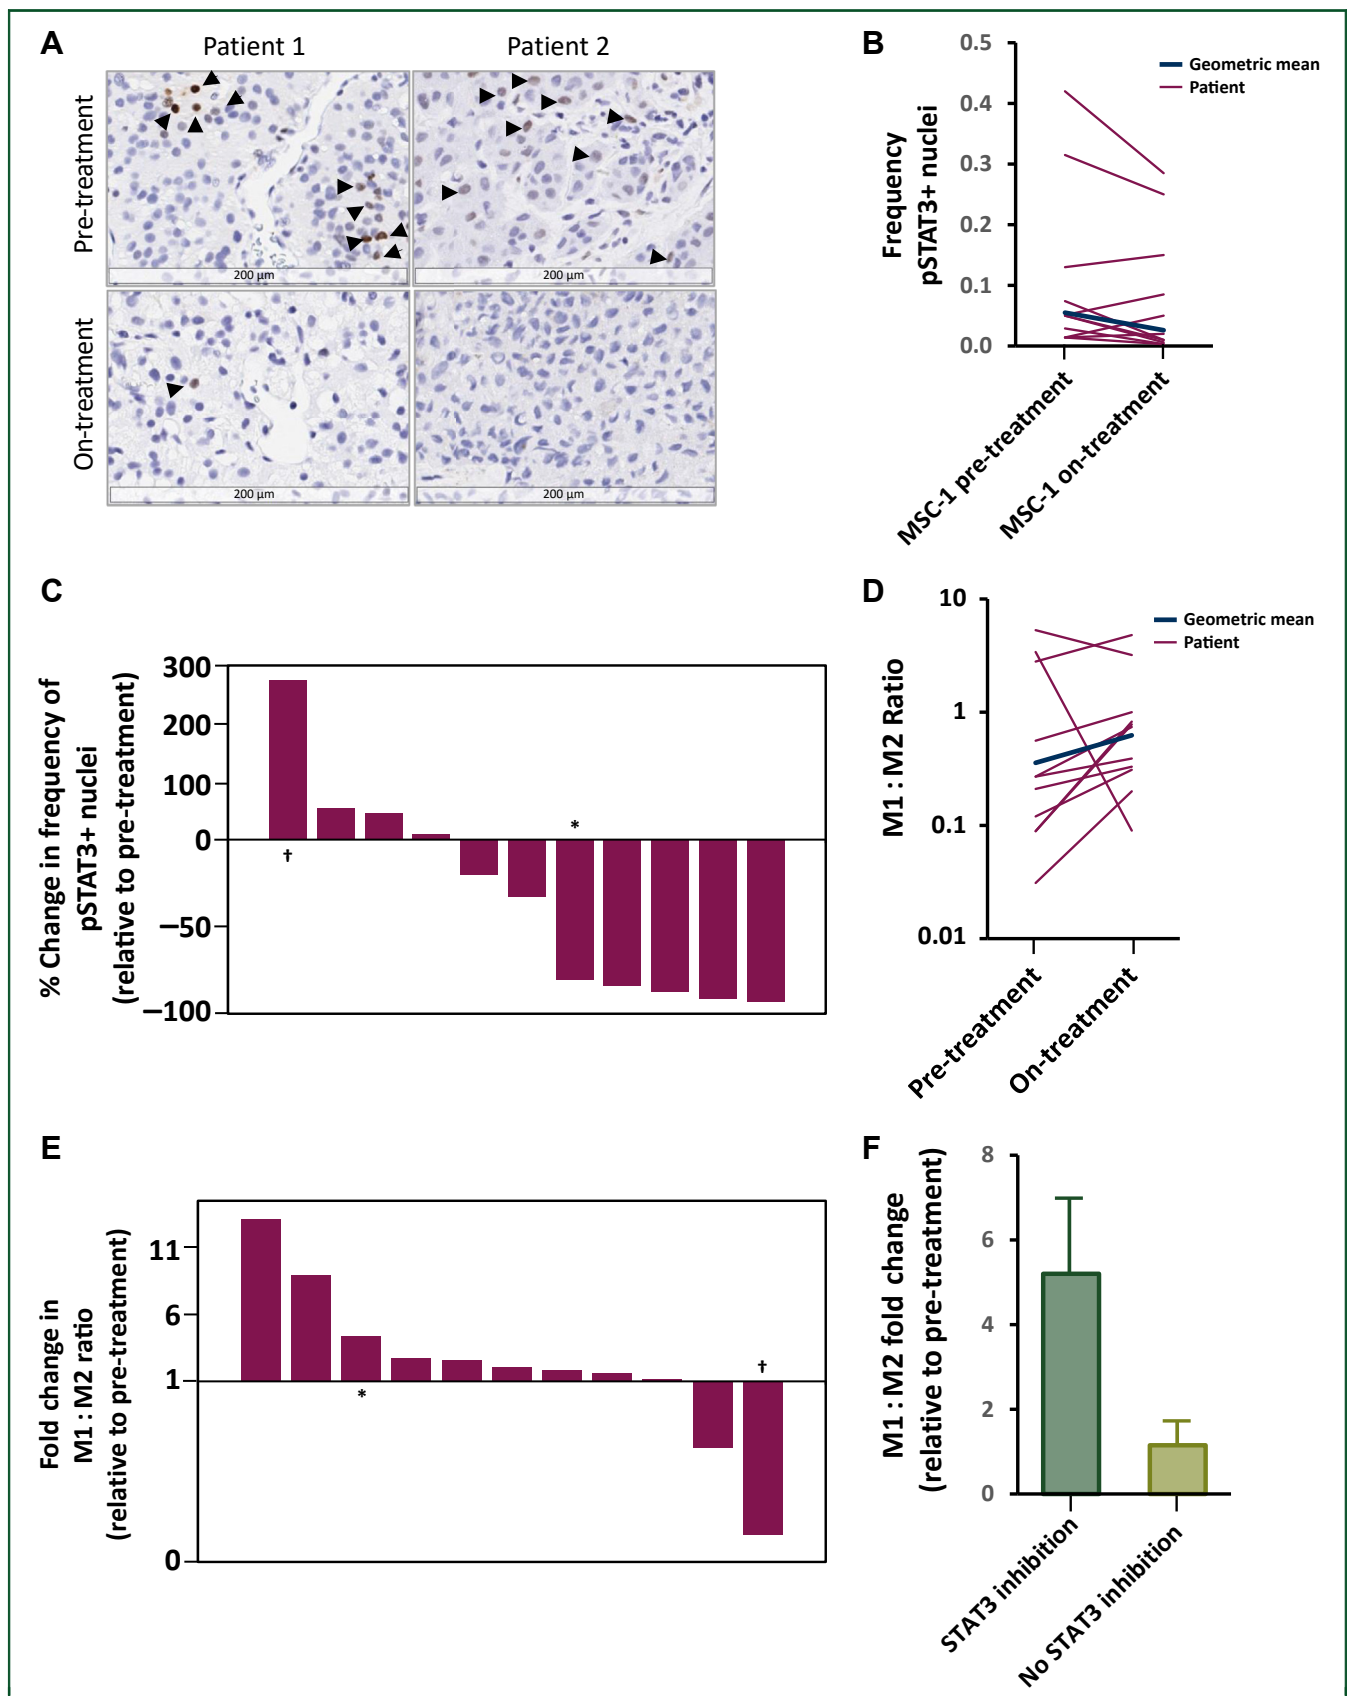 A
Patient 1
Patient 2
Pre-treatment
200 µm
200 µm
On-treatment
200 µm
200 µm
B
Frequency
pSTAT3+ nuclei
0.5
0.4
0.3
0.2
0.1
0.0
Geometric mean
Patient
MSC-1 pre-treatment
MSC-1 on-treatment
C
% Change in frequency of
pSTAT3+ nuclei
(relative to pre-treatment)
300
200
100
0
−50
−100
†
*
D
M1 : M2 Ratio
10
1
0.1
0.01
Geometric mean
Patient
Pre-treatment
On-treatment
E
Fold change in
M1 : M2 ratio
(relative to pre-treatment)
11
6
1
0
*
†
F
M1 : M2 fold change
(relative to pre-treatment)
8
6
4
2
0
STAT3 inhibition
No STAT3 inhibition